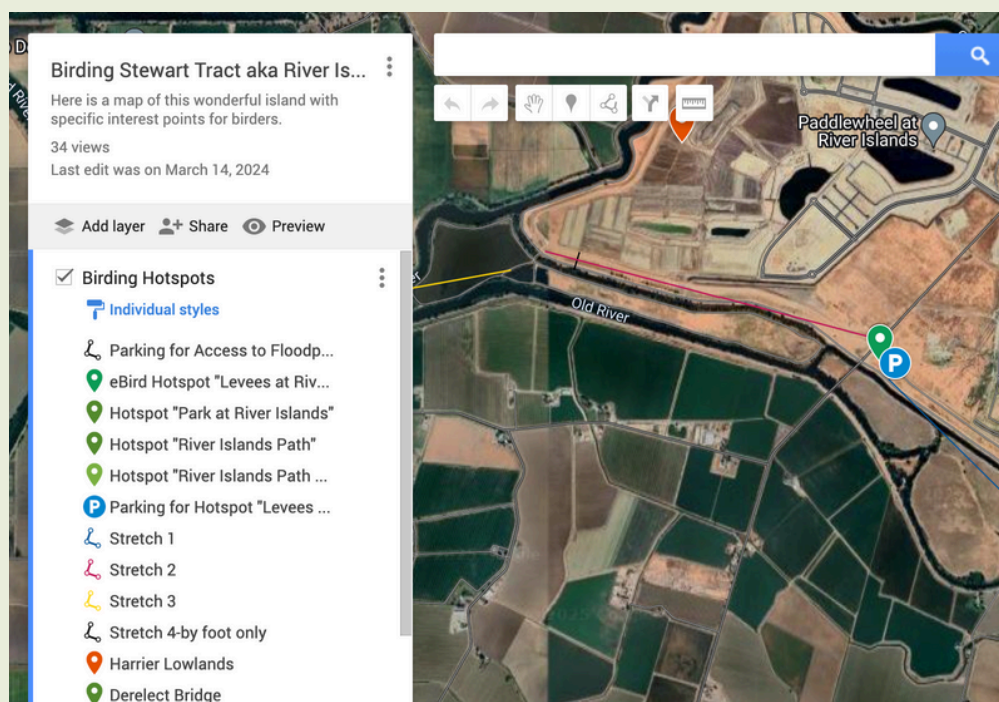 Birding Stewart Tract aka River Is...
Here is a map of this wonderful island with
specific interest points for birders.
34 views
Last edit was on March 14, 2024
Add layer
Share
Preview
Birding Hotspots
Individual styles
Parking for Access to Floodp...
eBird Hotspot "Levees at Riv...
Hotspot "Park at River Islands"
Hotspot "River Islands Path"
Hotspot "River Islands Path ...
P Parking for Hotspot "Levees ...
Stretch 1
Stretch 2
Stretch 3
Stretch 4-by foot only
Harrier Lowlands
Derelect Bridge
Paddlewheel at
River Islands
Old River
P